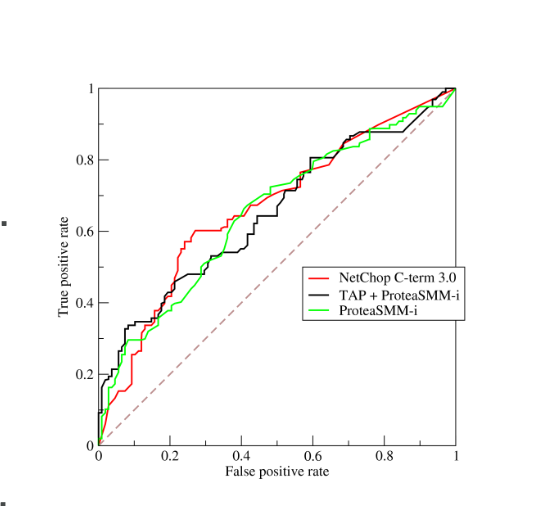 1
0.8
0.6
0.4
0.2
0
True positive rate
NetChop C-term 3.0
TAP + ProteaSMM-i
ProteaSMM-i
0 0.2 0.4 0.6 0.8 1
False positive rate